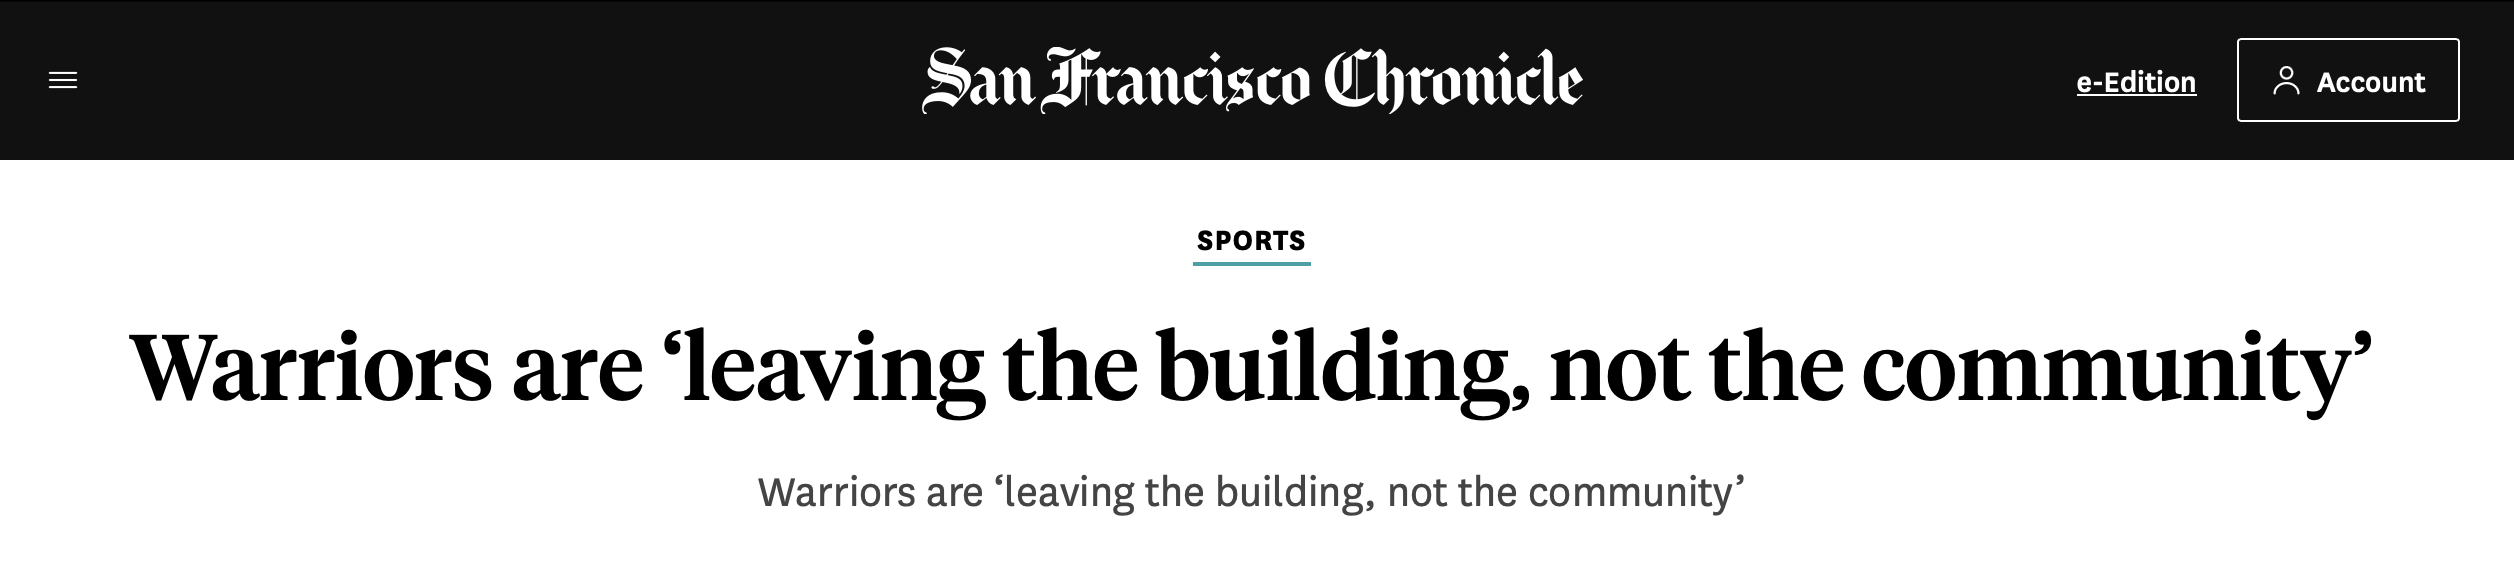 San Francisco Chronicle
e-Edition
Account
SPORTS
Warriors are ‘leaving the building, not the community’
Warriors are ‘leaving the building, not the community’